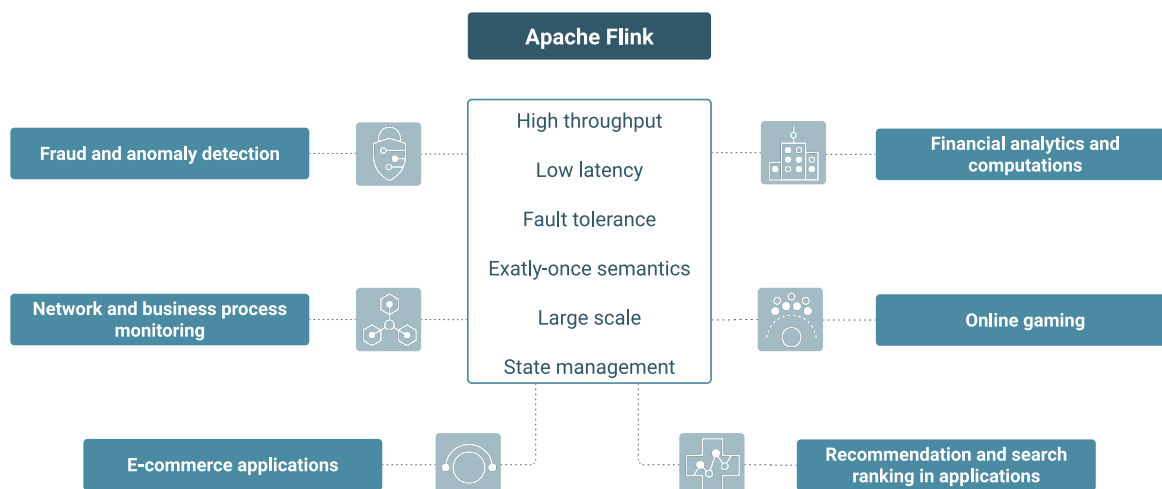 Apache Flink
High throughput
Low latency
Fault tolerance
Exatly-once semantics
Large scale
State management
Fraud and anomaly detection
Network and business process
monitoring
E-commerce applications
Financial analytics and
computations
Online gaming
Recommendation and search
ranking in applications